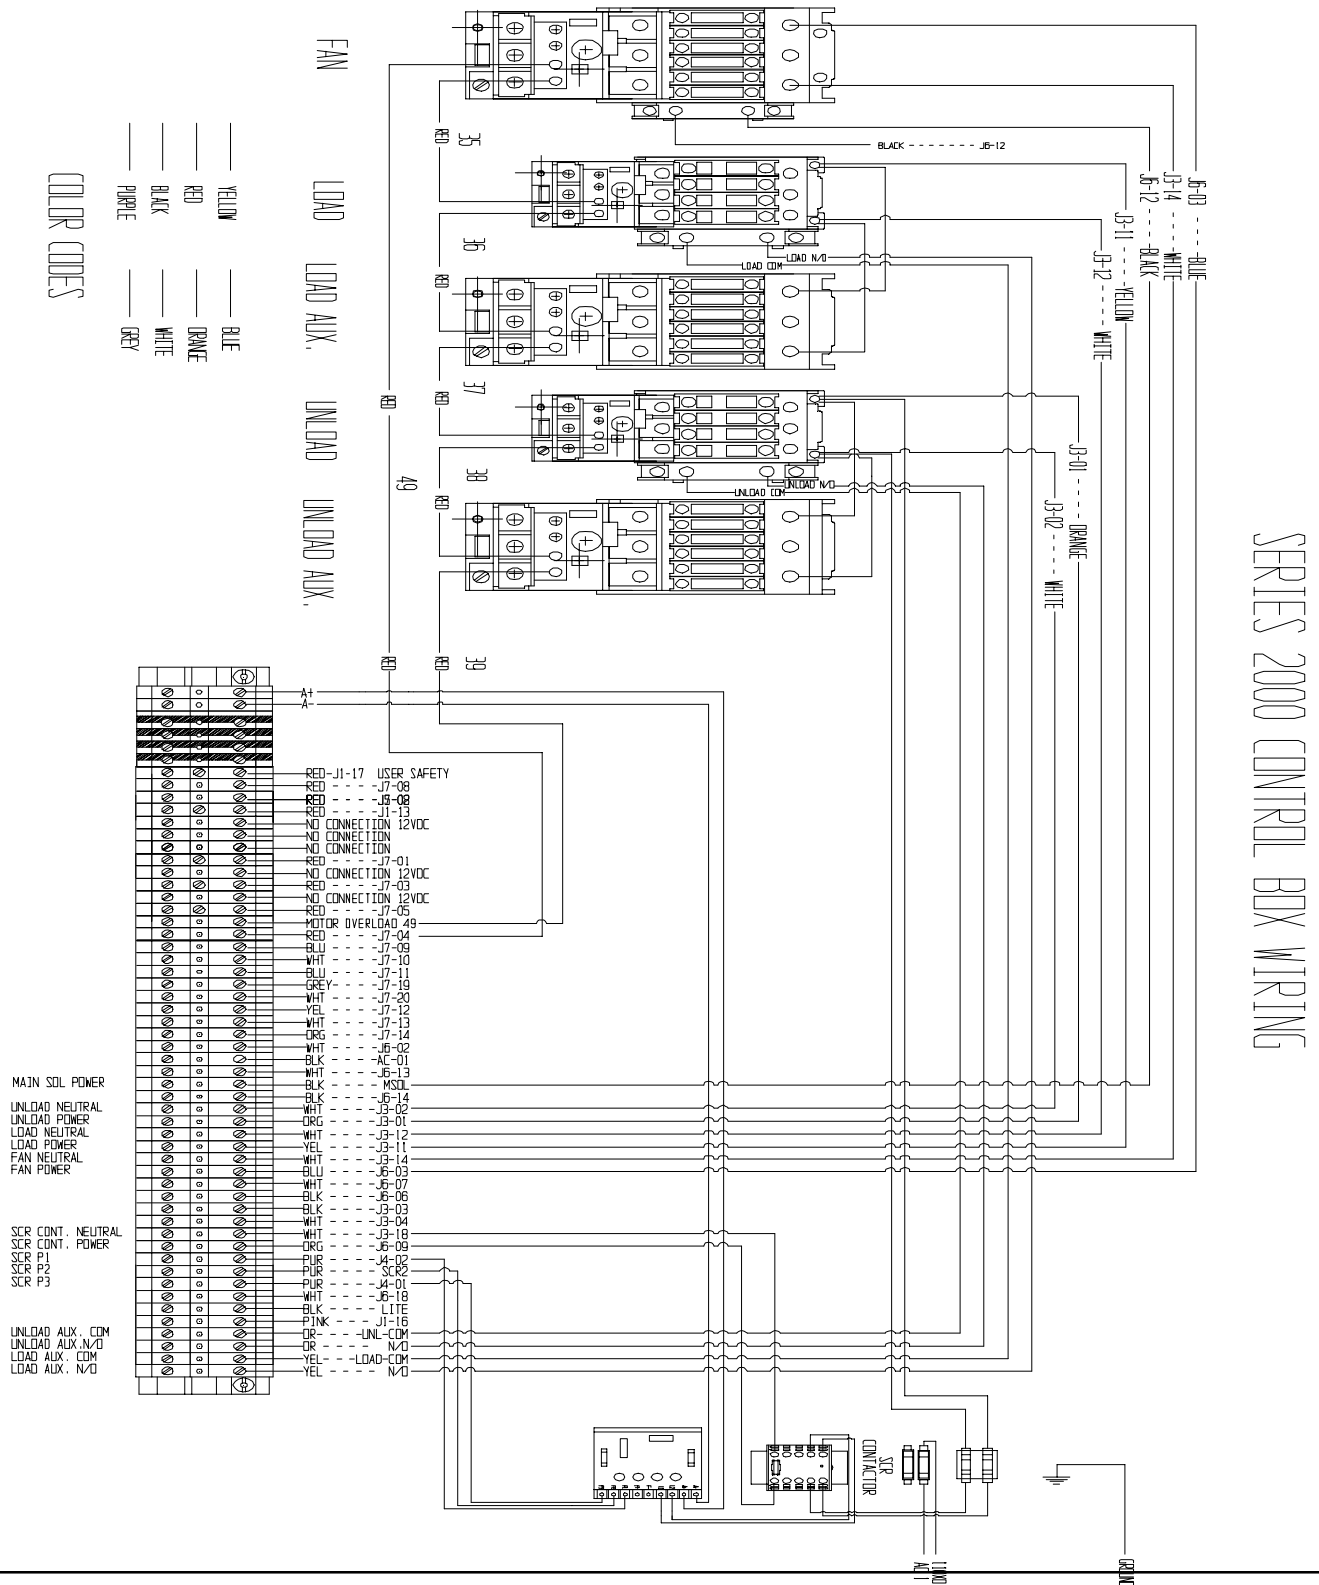 SERIES 2000 CONTROL BOX WIRING
FAN
LOAD
LOAD AUX.
UNLOAD
UNLOAD AUX.
COLOR CODES
YELLOW
RED
BLACK
PURPLE
BLUE
ORANGE
WHITE
GREY
35
RED
36
RED
37
RED
38
RED
39
RED
49
RED
RED
BLACK - - - - - - - J6-12
J6-03 - - - - BLUE
J3-14 - - - - WHITE
J6-12 - - - - BLACK
J3-11 - - - - YELLOW
J3-12 - - - - WHITE
J3-01 - - - - ORANGE
J3-02 - - - - WHITE
LOAD N/O
LOAD COM
UNLOAD N/O
UNLOAD COM
A+
A-
RED-J1-17 USER SAFETY
RED - - - -J7-08
RED - - - -
RED - - - -J1-13
NO CONNECTION 12VDC
NO CONNECTION
NO CONNECTION
RED - - - -J7-01
NO CONNECTION 12VDC
RED - - - -J7-03
NO CONNECTION 12VDC
RED - - - -J7-05
MOTOR OVERLOAD 49
RED - - - -J7-04
BLU - - - -J7-09
WHT - - - -J7-10
BLU - - - -J7-11
GREY- - - -J7-19
WHT - - - -J7-20
YEL - - - -J7-12
WHT - - - -J7-13
ORG - - - -J7-14
WHT - - - -J6-02
BLK - - - -AC-01
WHT - - - -J6-13
MAIN SOL POWER BLK - - - - MSOL
BLK - - - -J6-14
UNLOAD NEUTRAL WHT - - - -J3-02
UNLOAD POWER ORG - - - -J3-01
LOAD NEUTRAL WHT - - - -J3-12
LOAD POWER YEL - - - -J3-11
FAN NEUTRAL WHT - - - -J3-14
FAN POWER BLU - - - -J6-03
WHT - - - -J6-07
BLK - - - -J6-06
BLK - - - -J3-03
WHT - - - -J3-04
SCR CONT. NEUTRAL WHT - - - -J3-18
SCR CONT. POWER ORG - - - -J6-09
SCR P1 PUR - - - -J4-02
SCR P2 PUR - - - - SCR2
SCR P3 PUR - - - -J4-01
WHT - - - -J6-18
BLK - - - - LITE
PINK - - - J1-16
UNLOAD AUX. COM OR- - - -UNL-COM
UNLOAD AUX.N/O OR - - - - N/O
LOAD AUX. COM YEL- - -LOAD-COM
LOAD AUX. N/O YEL - - - - N/O
SCR
CONTACTOR